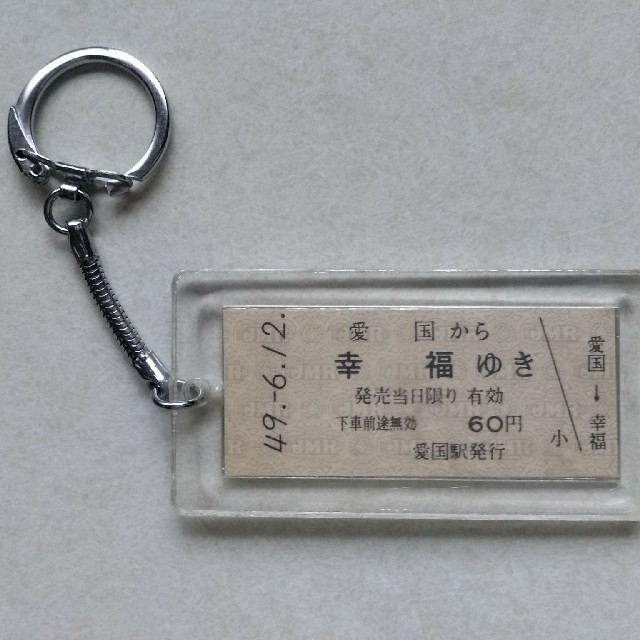 49.-6.12.
愛 国から
幸 福ゆき
発売当日限り 有効
下車前途無効 60円
愛国駅発行
小
愛国→幸福